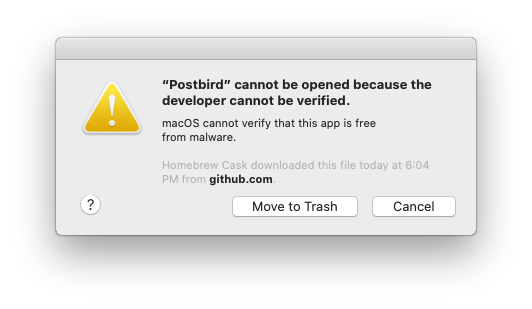 “Postbird” cannot be opened because the
developer cannot be verified.
macOS cannot verify that this app is free
from malware.
Homebrew Cask downloaded this file today at 6:04
PM from github.com.
?
Move to Trash
Cancel